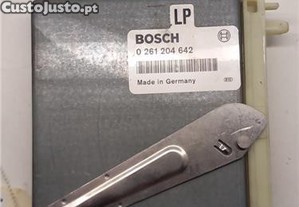 CustoJusto.pt
LP
BOSCH
0 261 204 642
Made in Germany